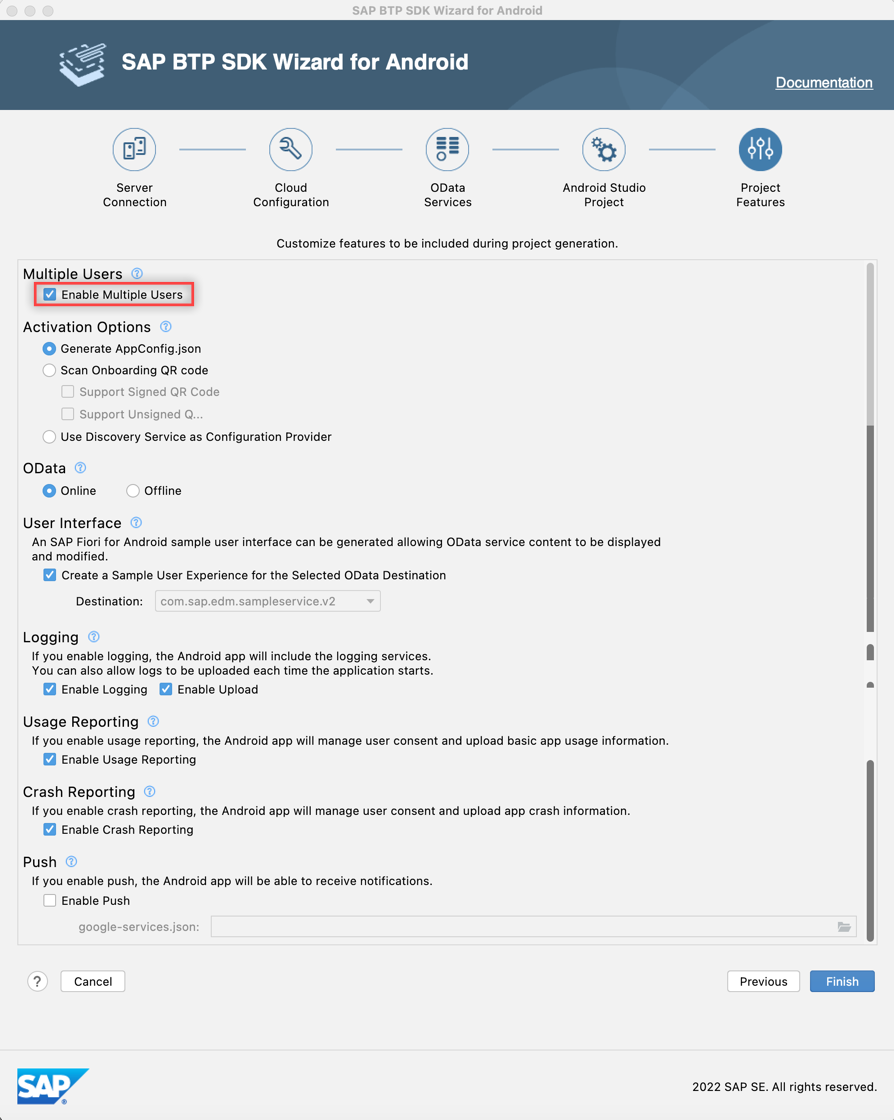 SAP BTP SDK Wizard for Android
SAP BTP SDK Wizard for Android
Documentation
Server
Connection
Cloud
Configuration
OData
Services
Android Studio
Project
Project
Features
Customize features to be included during project generation.
Multiple Users ?
Enable Multiple Users
Activation Options ?
Generate AppConfig.json
Scan Onboarding QR code
Support Signed QR Code
Support Unsigned Q...
Use Discovery Service as Configuration Provider
OData ?
Online Offline
User Interface ?
An SAP Fiori for Android sample user interface can be generated allowing OData service content to be displayed
and modified.
Create a Sample User Experience for the Selected OData Destination
Destination: com.sap.edm.sampleservice.v2
Logging ?
If you enable logging, the Android app will include the logging services.
You can also allow logs to be uploaded each time the application starts.
Enable Logging Enable Upload
Usage Reporting ?
If you enable usage reporting, the Android app will manage user consent and upload basic app usage information.
Enable Usage Reporting
Crash Reporting ?
If you enable crash reporting, the Android app will manage user consent and upload app crash information.
Enable Crash Reporting
Push ?
If you enable push, the Android app will be able to receive notifications.
Enable Push
google-services.json:
? Cancel Previous Finish
SAP ® 2022 SAP SE. All rights reserved.